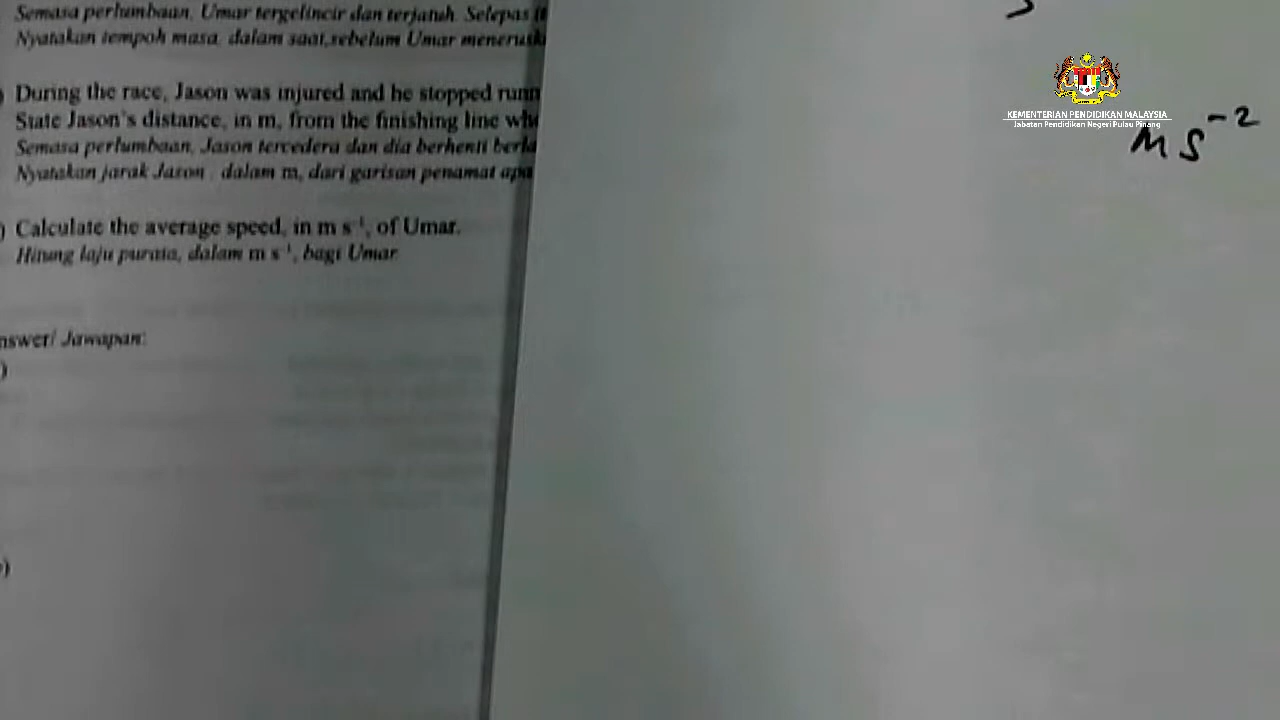 Semasa perlumbaan, Umar tergelincir dan terjatuh. Selepas
Nyatakan tempoh masa, dalam saat, sebelum Umar
During the race, Jason was injured and he stopped
State Jason's distance, in m, from the finishing line
Semasa perlumbaan, Jason tercedera dan dia berhenti
Nyatakan jarak Jason, dalam m, dari garisan penamat
) Calculate the average speed, in m s⁻¹, of Umar.
Hitung laju purata, dalam m s⁻¹, bagi Umar.
Jawapan:
)
)
KEMENTERIAN PENDIDIKAN MALAYSIA
Jabatan Pendidikan Negeri Pulau Pinang
m s⁻²